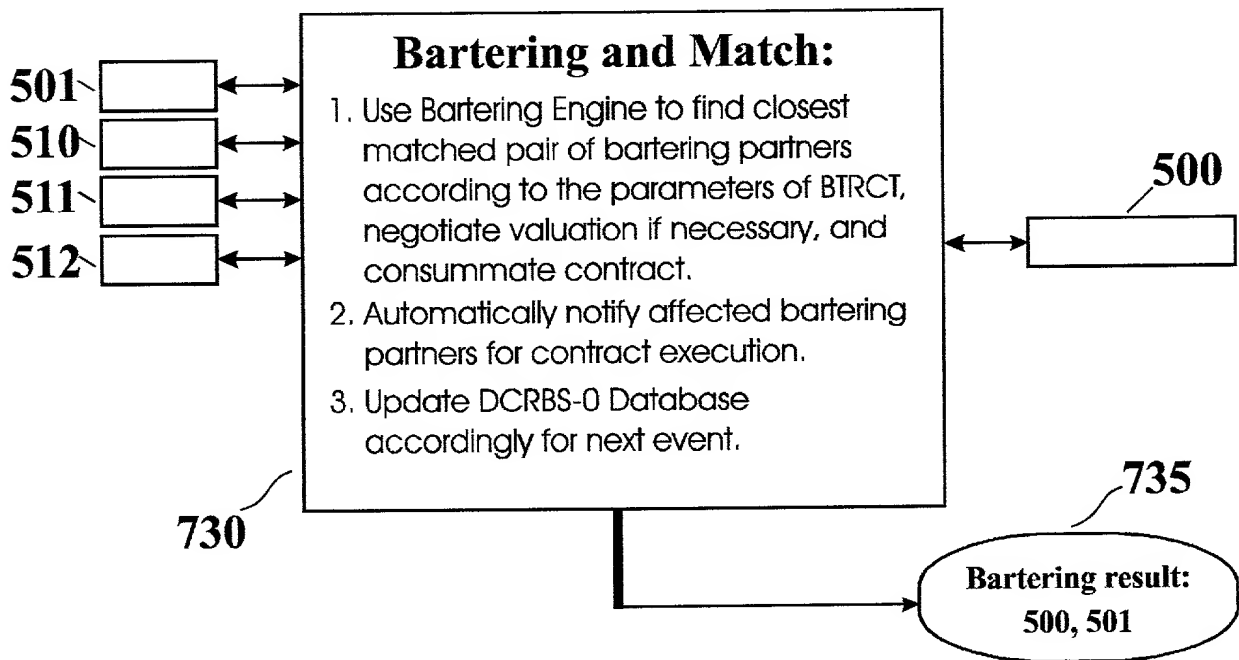 Bartering and Match:
501
1. Use Bartering Engine to find closest
matched pair of bartering partners
510
according to the parameters of BTRCT,
500
511
negotiate valuation if necessary, and
512
consummate contract.
2. Automatically notify affected bartering
partners for contract execution.
3. Update DCRBS-0 Database
accordingly for next event.
735
730
Bartering result:
500, 501